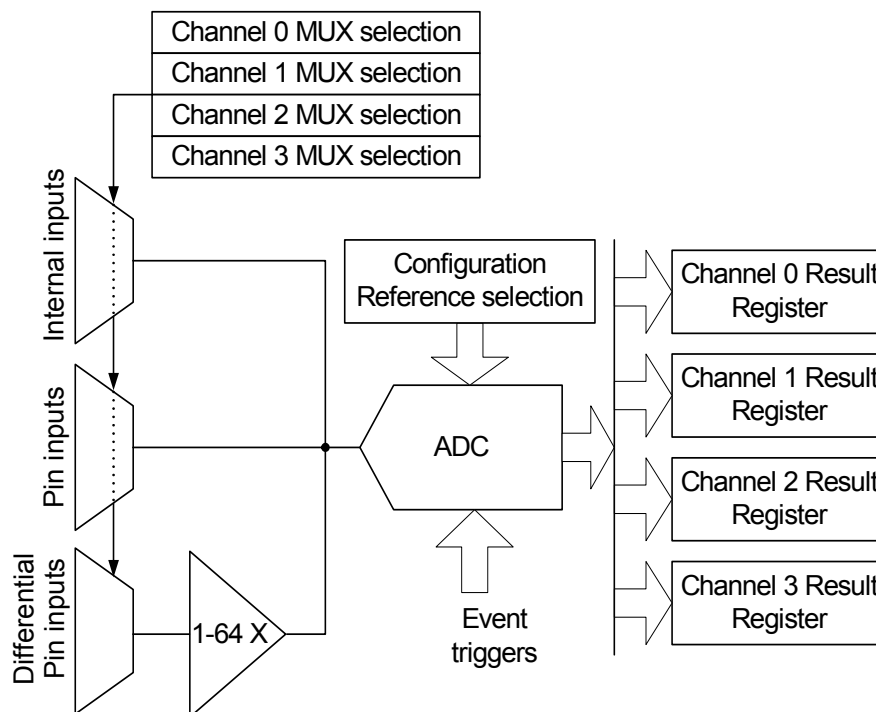 Channel 0 MUX selection
Channel 1 MUX selection
Channel 2 MUX selection
Channel 3 MUX selection
Internal inputs
Pin inputs
Differential
Pin inputs
1-64 X
Configuration
Reference selection
ADC
Event
triggers
Channel 0 Result
Register
Channel 1 Result
Register
Channel 2 Result
Register
Channel 3 Result
Register